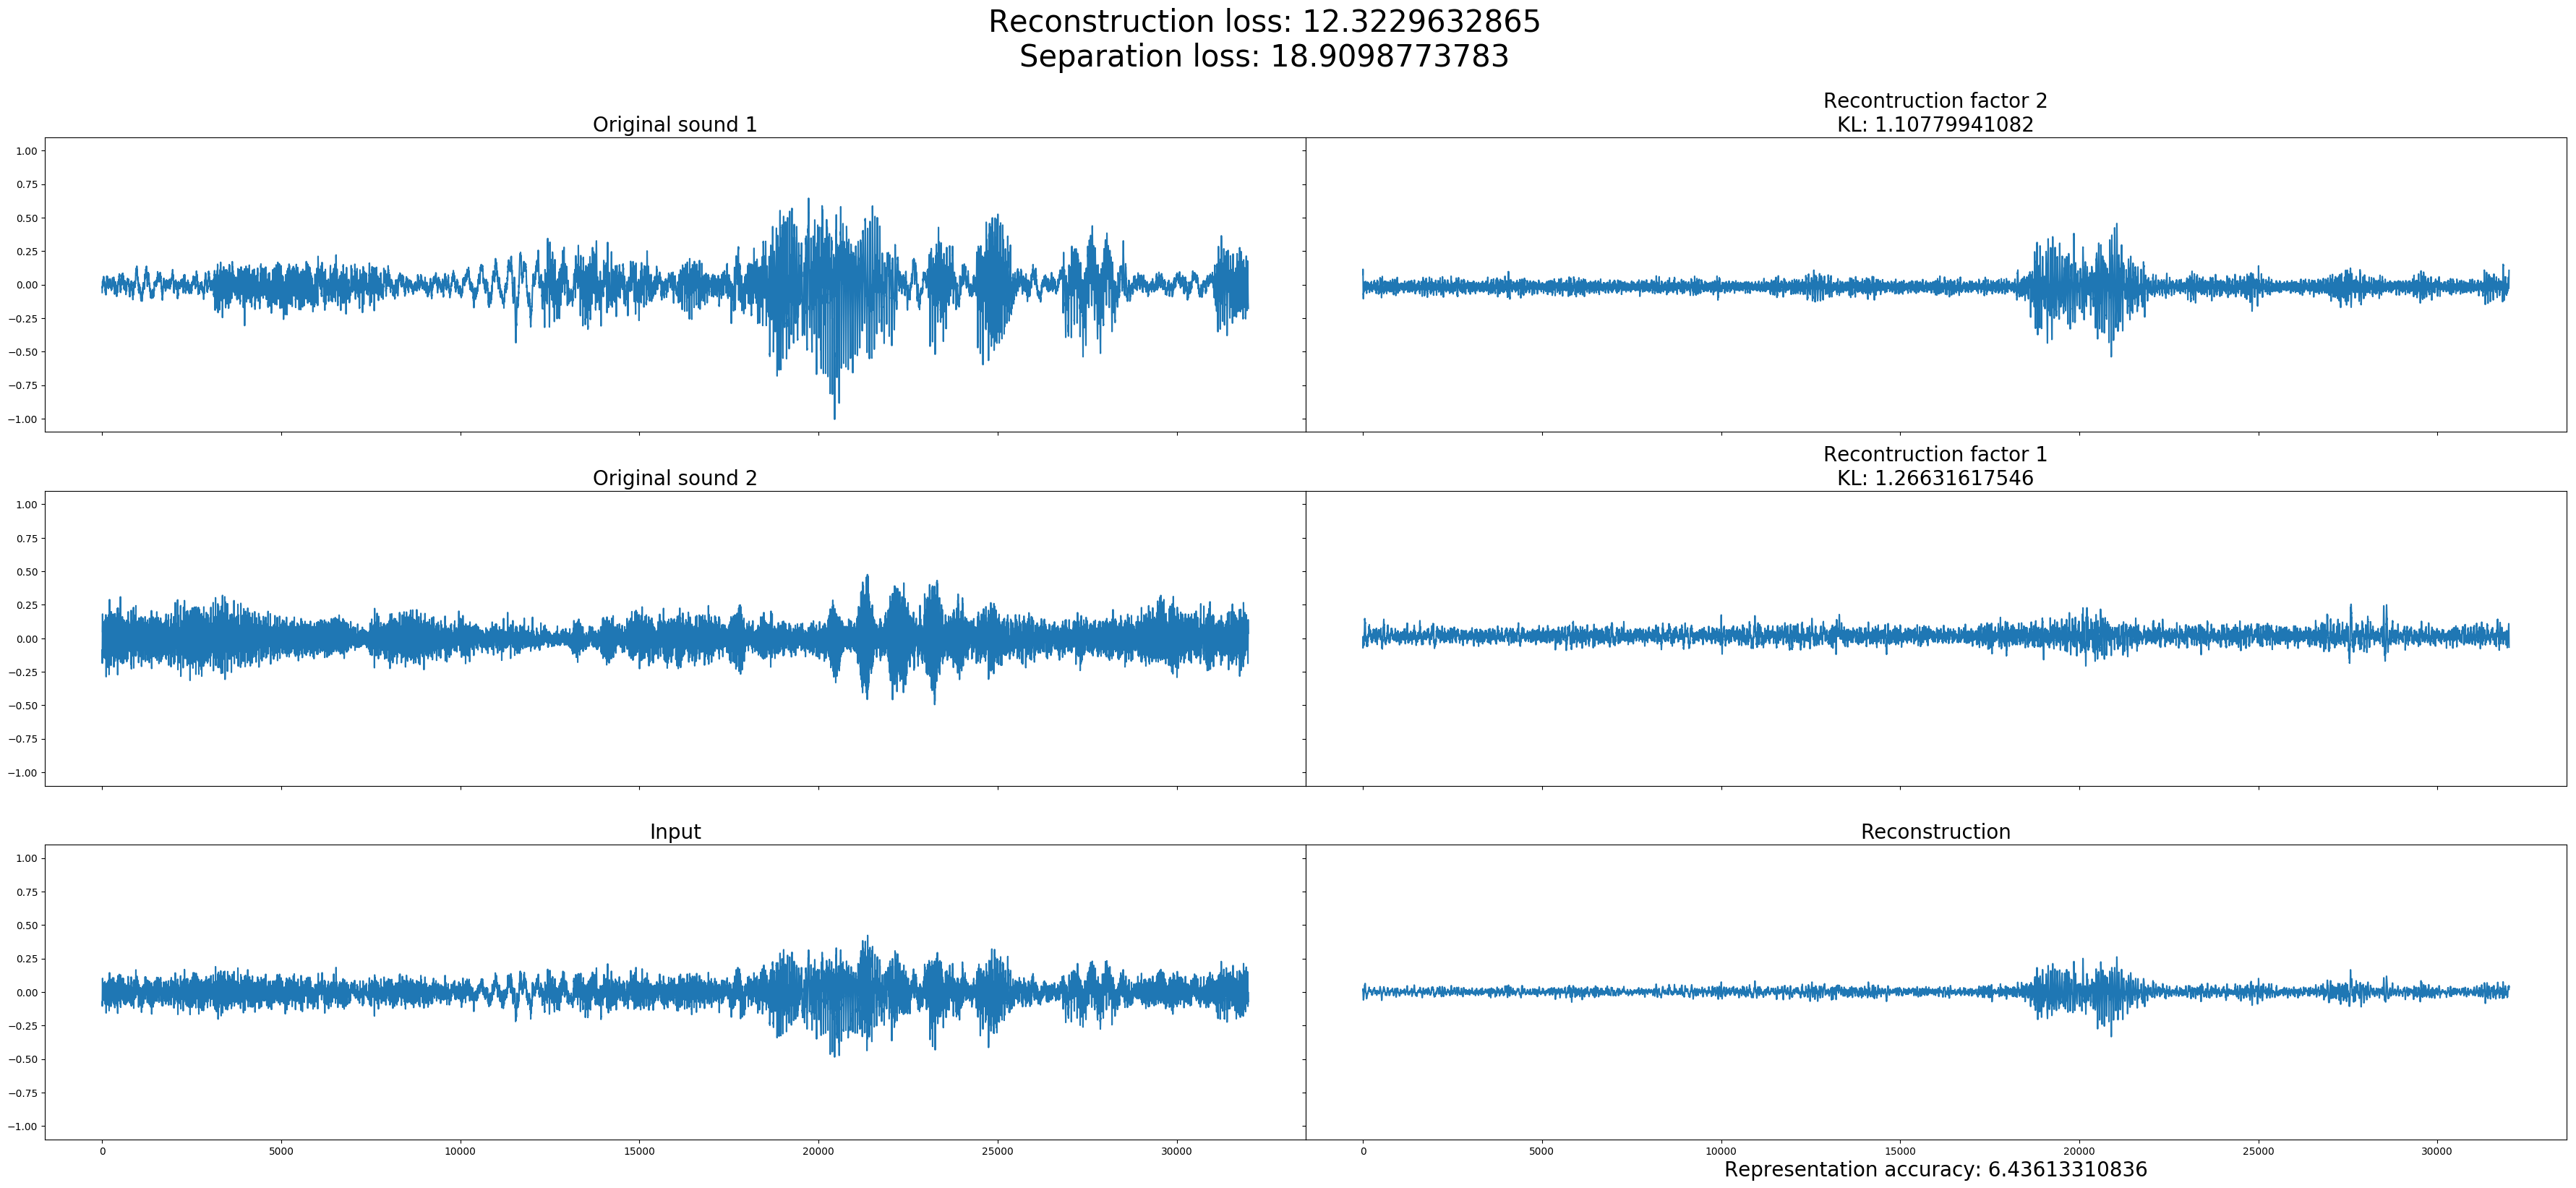 Reconstruction loss: 12.3229632865
Separation loss: 18.9098773783
Original sound 1
Recontruction factor 2
KL: 1.10779941082
1.00
0.75
0.50
0.25
0.00
−0.25
−0.50
−0.75
−1.00
Original sound 2
Recontruction factor 1
KL: 1.26631617546
1.00
0.75
0.50
0.25
0.00
−0.25
−0.50
−0.75
−1.00
Input
Reconstruction
1.00
0.75
0.50
0.25
0.00
−0.25
−0.50
−0.75
−1.00
0 5000 10000 15000 20000 25000 30000
0 5000 10000 15000 20000 25000 30000
Representation accuracy: 6.43613310836